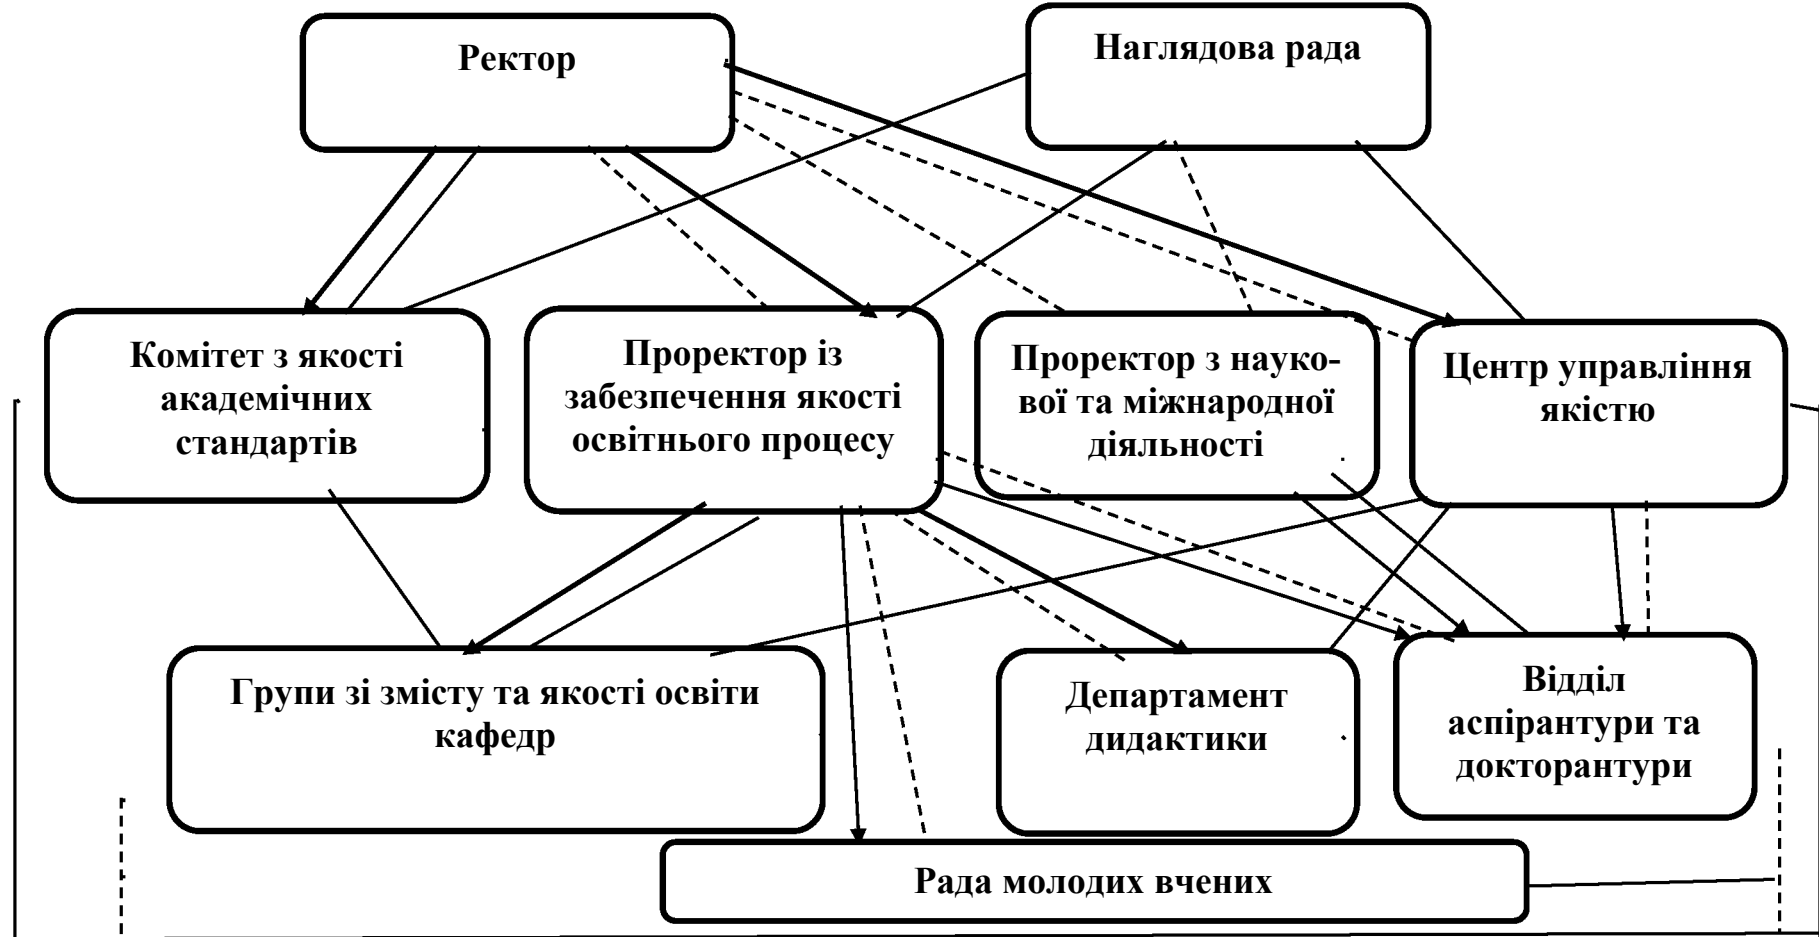 Ректор
Наглядова рада
Комітет з якості
академічних
стандартів
Проректор із
забезпечення якості
освітнього процесу
Проректор з науко-
вої та міжнародної
діяльності
Центр управління
якістю
Групи зі змісту та якості освіти
кафедр
Департамент
дидактики
Відділ
аспірантури та
докторантури
Рада молодих вчених